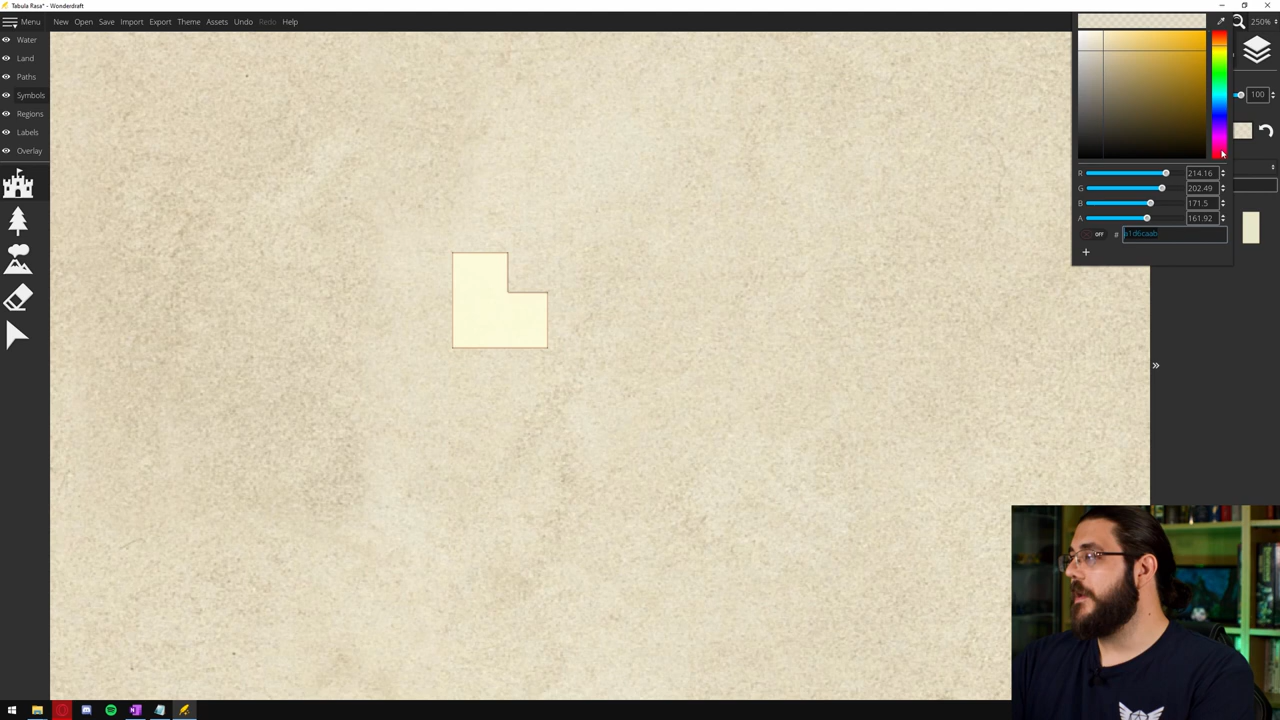 Tabula Rasa* - Wonderdraft
Menu New Open Save Import Export Theme Assets Undo Redo Help 250%
Water
Land
Paths
Symbols
Regions
Labels
Overlay
100
R 214.16
G 202.49
B 171.5
A 161.92
OFF # a1d6caab